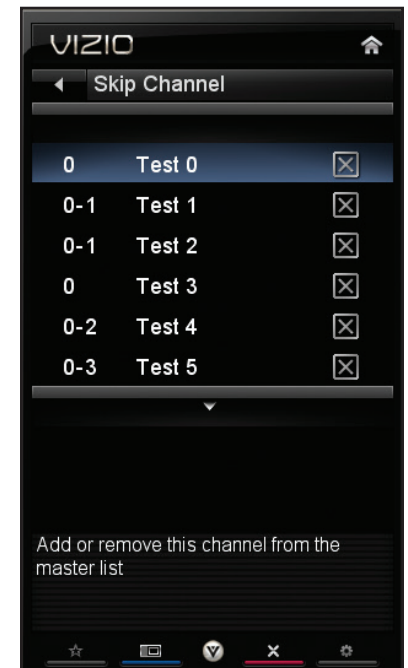 VIZIO
Skip Channel
0 Test 0
0-1 Test 1
0-1 Test 2
0 Test 3
0-2 Test 4
0-3 Test 5
Add or remove this channel from the
master list
V